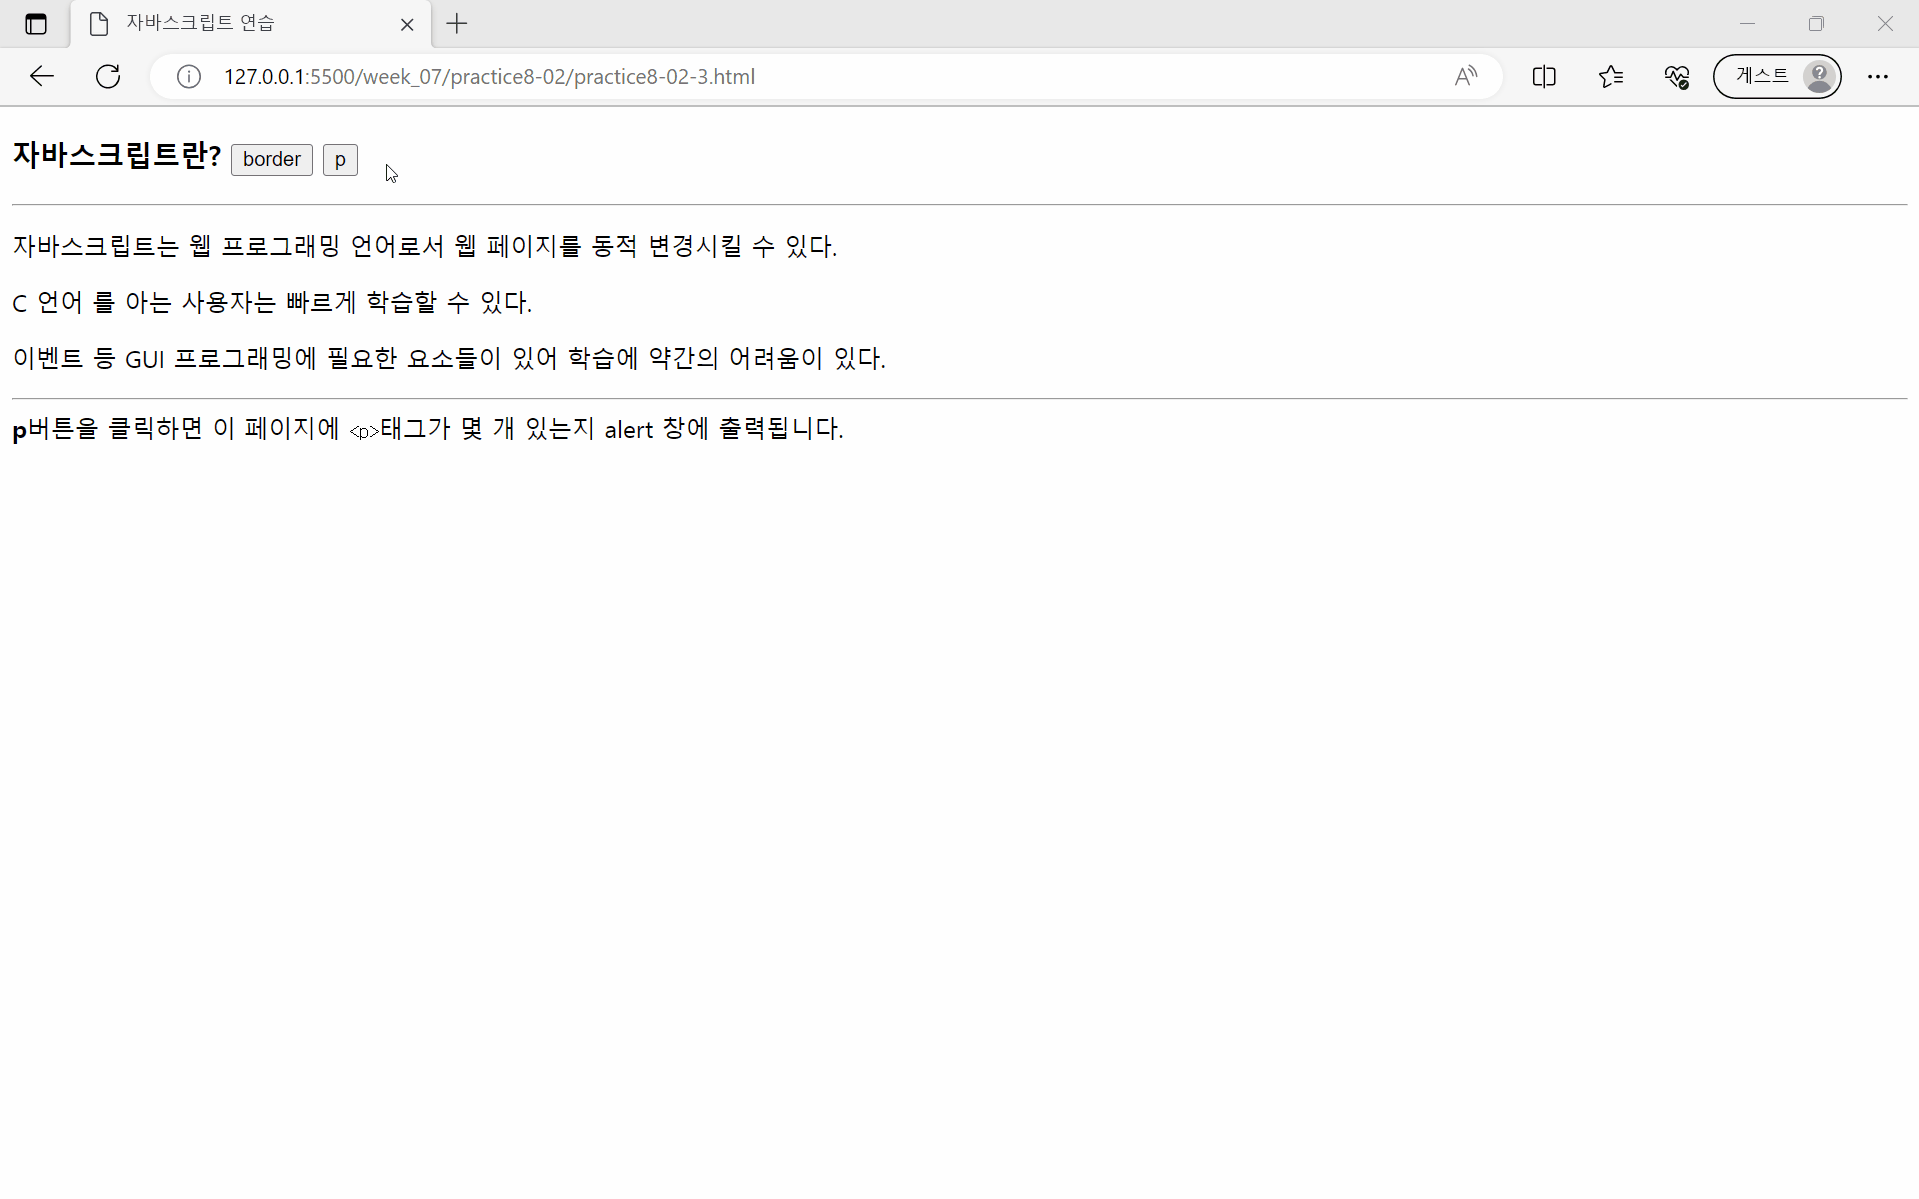 자바스크립트 연습
127.0.0.1:5500/week_07/practice8-02/practice8-02-3.html
게스트
자바스크립트란? border p
자바스크립트는 웹 프로그래밍 언어로서 웹 페이지를 동적 변경시킬 수 있다.
C 언어 를 아는 사용자는 빠르게 학습할 수 있다.
이벤트 등 GUI 프로그래밍에 필요한 요소들이 있어 학습에 약간의 어려움이 있다.
p버튼을 클릭하면 이 페이지에 <p>태그가 몇 개 있는지 alert 창에 출력됩니다.